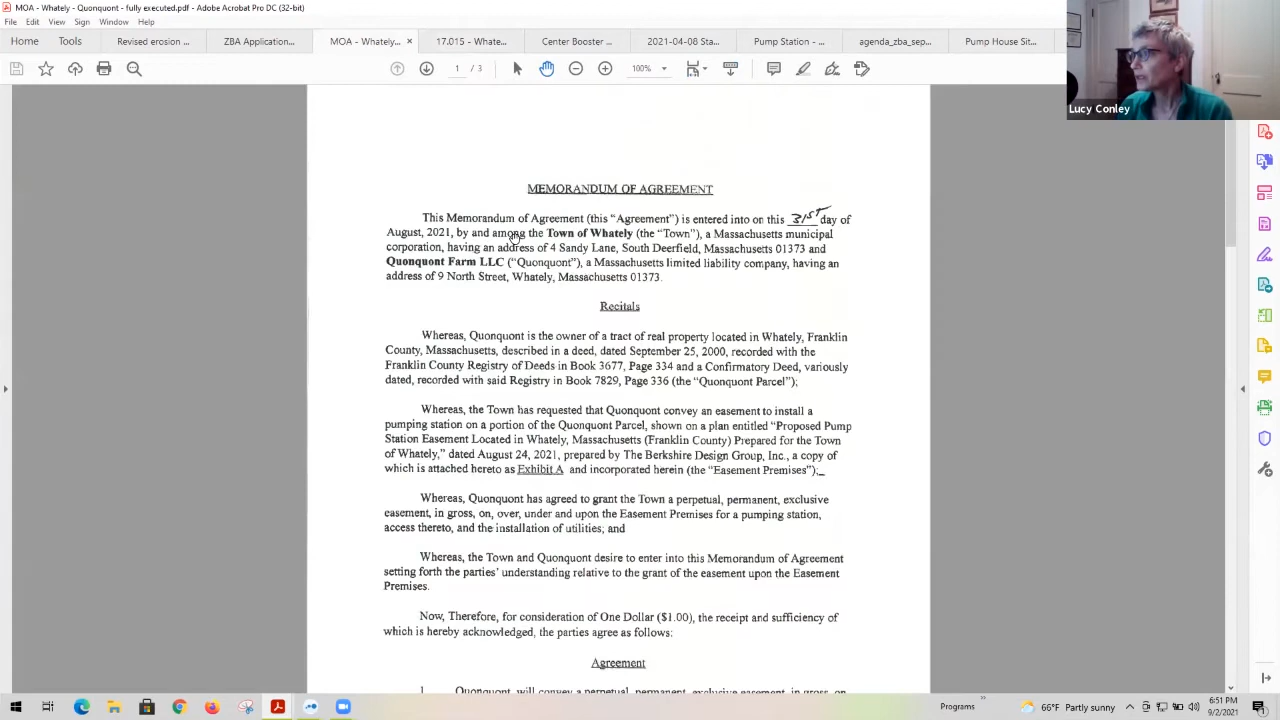 MOA - Whately - Quonquont - fully executed.pdf - Adobe Acrobat Pro DC (32-bit)
File Edit View Sign Window Help
Home Tools Revised erosion ... ZBA Application... MOA - Whately... × 17.015 - Whate... Center Booster ... 2021-04-08 Sta... Pump Station - ... agenda_zba_sep... Pump House Sit...
1 / 3 100%
Lucy Conley
MEMORANDUM OF AGREEMENT
This Memorandum of Agreement (this “Agreement”) is entered into on this 31ST day of
August, 2021, by and among the Town of Whately (the “Town”), a Massachusetts municipal
corporation, having an address of 4 Sandy Lane, South Deerfield, Massachusetts 01373 and
Quonquont Farm LLC (“Quonquont”), a Massachusetts limited liability company, having an
address of 9 North Street, Whately, Massachusetts 01373.
Recitals
Whereas, Quonquont is the owner of a tract of real property located in Whately, Franklin
County, Massachusetts, described in a deed, dated September 25, 2000, recorded with the
Franklin County Registry of Deeds in Book 3677, Page 334 and a Confirmatory Deed, variously
dated, recorded with said Registry in Book 7829, Page 336 (the “Quonquont Parcel”);
Whereas, the Town has requested that Quonquont convey an easement to install a
pumping station on a portion of the Quonquont Parcel, shown on a plan entitled “Proposed Pump
Station Easement Located in Whately, Massachusetts (Franklin County) Prepared for the Town
of Whately,” dated August 24, 2021, prepared by The Berkshire Design Group, Inc., a copy of
which is attached hereto as Exhibit A and incorporated herein (the “Easement Premises”);
Whereas, Quonquont has agreed to grant the Town a perpetual, permanent, exclusive
easement, in gross, on, over, under and upon the Easement Premises for a pumping station,
access thereto, and the installation of utilities; and
Whereas, the Town and Quonquont desire to enter into this Memorandum of Agreement
setting forth the parties’ understanding relative to the grant of the easement upon the Easement
Premises.
Now, Therefore, for consideration of One Dollar ($1.00), the receipt and sufficiency of
which is hereby acknowledged, the parties agree as follows:
Agreement
1. Quonquont will convey a perpetual, permanent, exclusive easement, in gross, on,
Programs 66°F Partly sunny 6:51 PM
9/2/2021